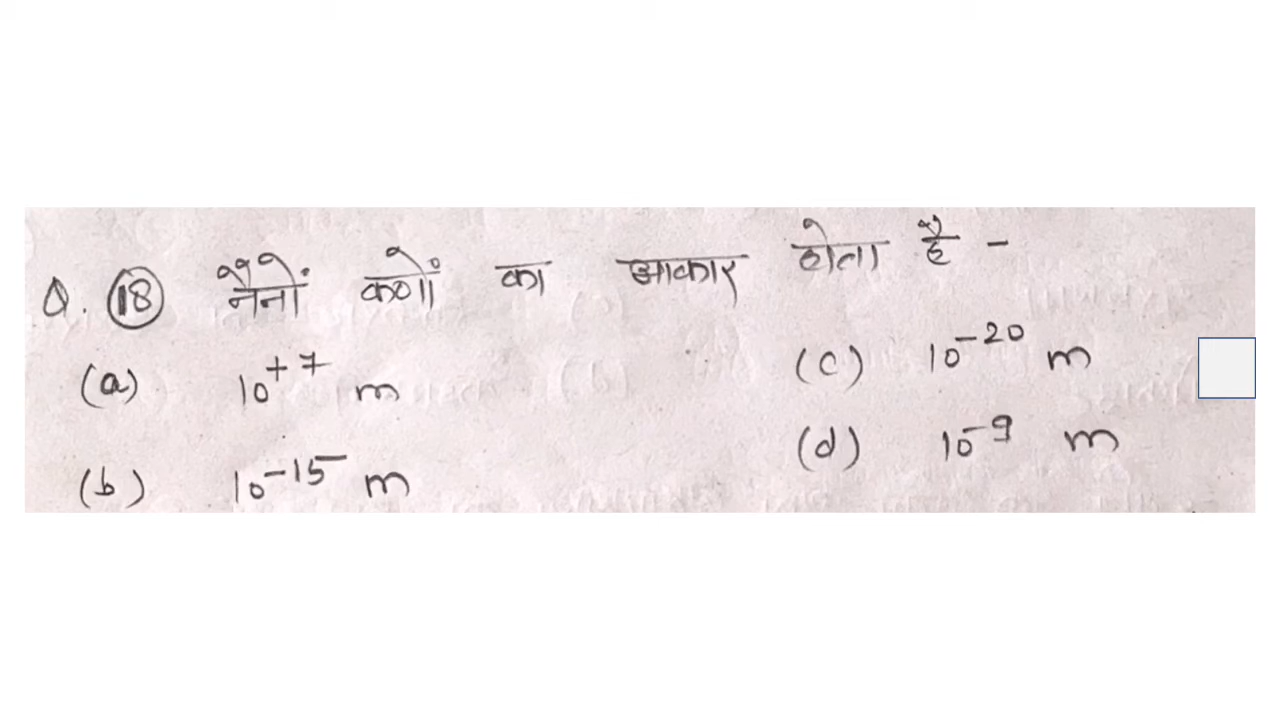 Q. 18 नैनों कणों का आकार होता है -
(a) 10⁺⁷ m (c) 10⁻²⁰ m
(b) 10⁻¹⁵ m (d) 10⁻⁹ m